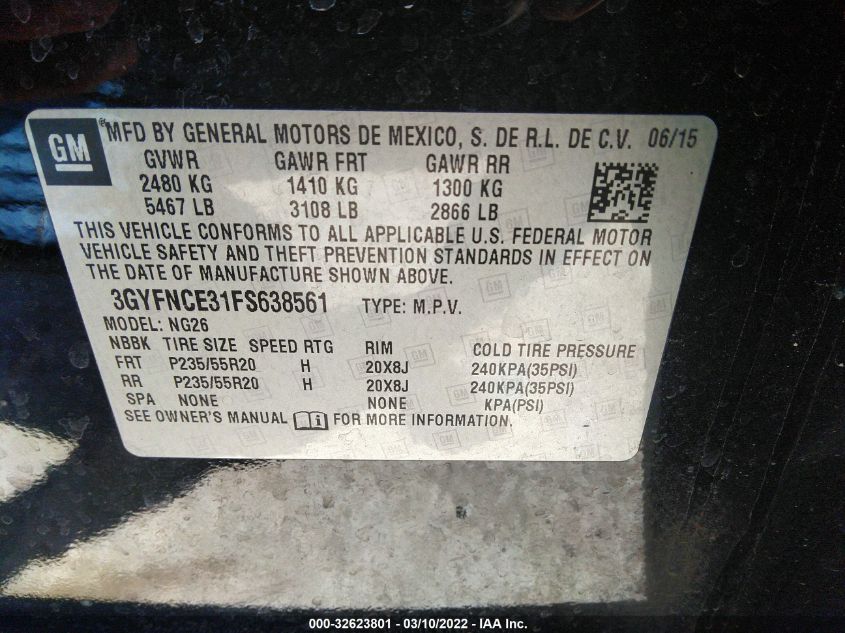 GM
® MFD BY GENERAL MOTORS DE MEXICO, S. DE R.L. DE C.V. 06/15
GVWR GAWR FRT GAWR RR
2480 KG 1410 KG 1300 KG
5467 LB 3108 LB 2866 LB
THIS VEHICLE CONFORMS TO ALL APPLICABLE U.S. FEDERAL MOTOR
VEHICLE SAFETY AND THEFT PREVENTION STANDARDS IN EFFECT ON
THE DATE OF MANUFACTURE SHOWN ABOVE.
3GYFNCE31FS638561 TYPE: M.P.V.
MODEL: NG26
NBBK TIRE SIZE SPEED RTG RIM COLD TIRE PRESSURE
FRT P235/55R20 H 20X8J 240KPA(35PSI)
RR P235/55R20 H 20X8J 240KPA(35PSI)
SPA NONE NONE KPA(PSI)
SEE OWNER'S MANUAL FOR MORE INFORMATION.
000-32623801 - 03/10/2022 - IAA Inc.